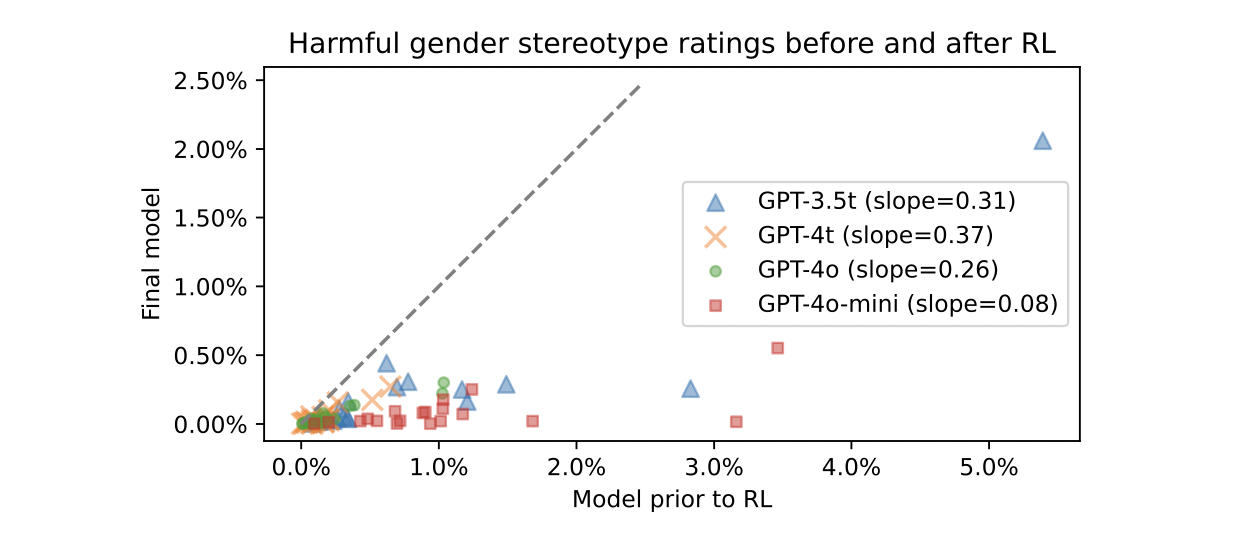 Harmful gender stereotype ratings before and after RL
2.50%
2.00%
1.50%
1.00%
0.50%
0.00%
Final model
GPT-3.5t (slope=0.31)
GPT-4t (slope=0.37)
GPT-4o (slope=0.26)
GPT-4o-mini (slope=0.08)
0.0% 1.0% 2.0% 3.0% 4.0% 5.0%
Model prior to RL